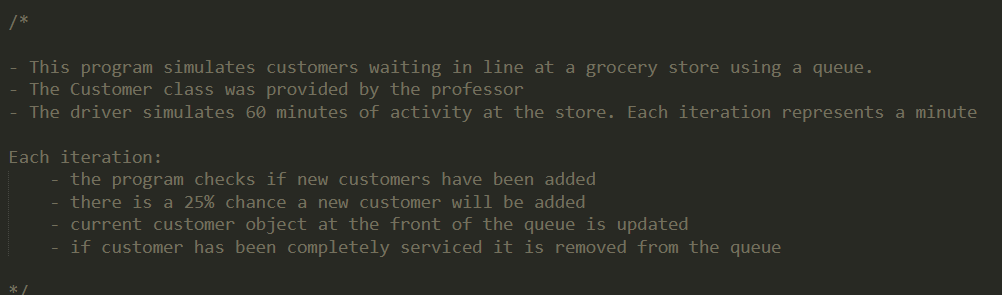 /*
- This program simulates customers waiting in line at a grocery store using a queue.
- The Customer class was provided by the professor
- The driver simulates 60 minutes of activity at the store. Each iteration represents a minute
Each iteration:
- the program checks if new customers have been added
- there is a 25% chance a new customer will be added
- current customer object at the front of the queue is updated
- if customer has been completely serviced it is removed from the queue
*/